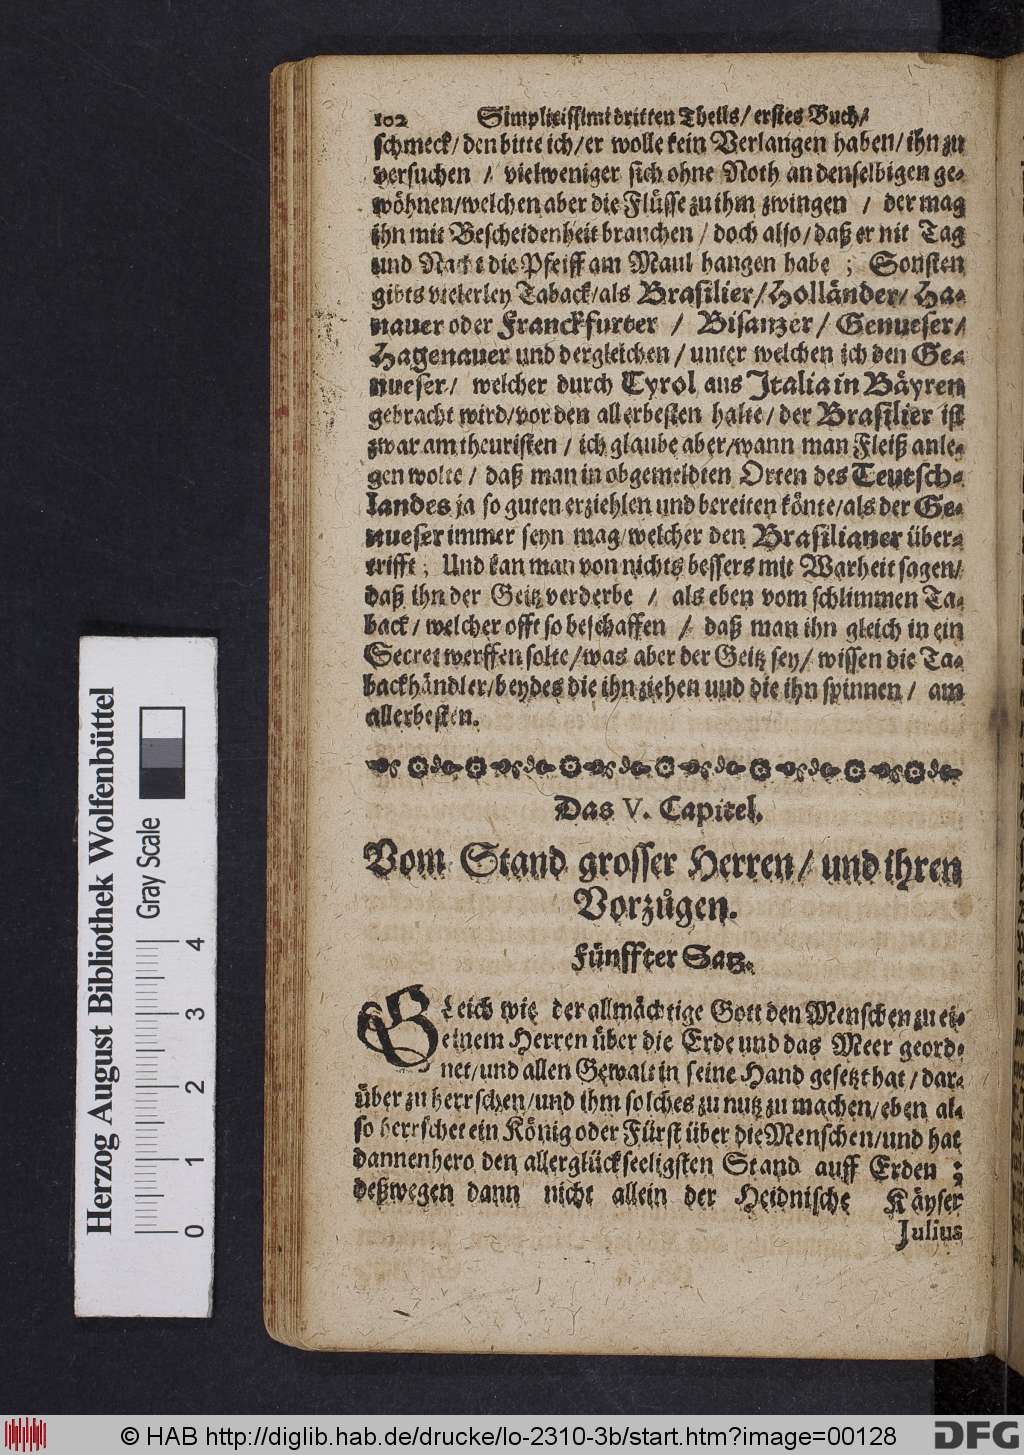 102 Simplicissimi dritten Theils/ erstes Buch/
schmeck/ den bitte ich/ er wolle kein Verlangen haben/ ihn zu
versuchen / vielweniger sich ohne Noth an denselbigen ge-
wöhnen/ welchen aber die Flüsse zu ihm zwingen / der mag
ihn mit Bescheidenheit brauchen / doch also/ daß er nit Tag
und Nacht die Pfeiff am Maul hangen habe ; Sonsten
gibts vielerley Taback/ als Brasilier/ Holländer/ Ha-
nauer oder Franckfurter / Bisanzer/ Genueser/
Hagenauer und dergleichen / unter welchen ich den Ge-
nueser/ welcher durch Tyrol aus Italia in Bäyren
gebracht wird/ vor den allerbesten halte/ der Brasilier ist
zwar am theuristen / ich glaube aber/ wann man Fleiß anle-
gen wolte / daß man in obgemeldten Orten des Teutsch-
landes ja so guten erziehlen und bereiten könte/ als der Ge-
nueser immer seyn mag/ welcher den Brasilianer über-
trifft ; Und kan man von nichts bessers mit Warheit sagen/
daß ihn der Geitz verderbe / als eben vom schlimmen Ta-
back/ welcher offt so beschaffen / daß man ihn gleich in ein
Secret werffen solte/ was aber der Geitz sey/ wissen die Ta-
backhändler/ beydes die ihn ziehen und die ihn spinnen / am
allerbesten.
Das V. Capitel.
Vom Stand grosser Herren/ und ihren
Vorzügen.
Fünffter Satz.
Gleich wie der allmächtige Gott den Menschen zu ei-
einem Herren über die Erde und das Meer geord-
net/ und allen Gewalt in seine Hand gesetzt hat / dar-
über zu herrschen/ und ihm solches zu nutz zu machen/ eben al-
so herrschet ein König oder Fürst über die Menschen/ und hat
dannenhero den allerglückseeligsten Stand auff Erden ;
deßwegen dann nicht allein der Heidnische Käyser
Julius
Herzog August Bibliothek Wolfenbüttel
Gray Scale
0 1 2 3 4
© HAB http://diglib.hab.de/drucke/lo-2310-3b/start.htm?image=00128
DFG